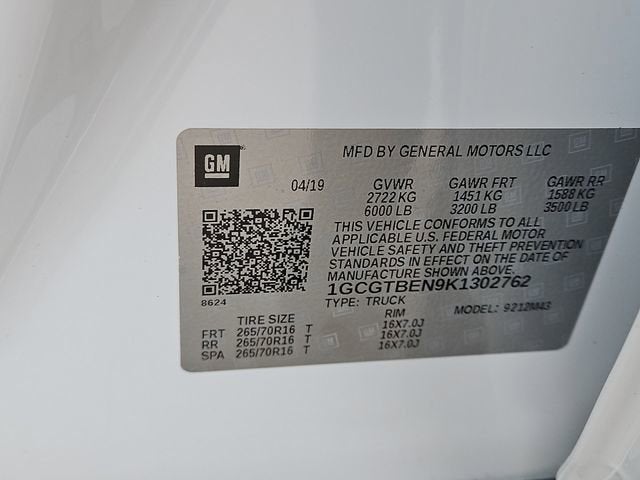 GM
MFD BY GENERAL MOTORS LLC
04/19 GVWR GAWR FRT GAWR RR
2722 KG 1451 KG 1588 KG
6000 LB 3200 LB 3500 LB
THIS VEHICLE CONFORMS TO ALL
APPLICABLE U.S. FEDERAL MOTOR
VEHICLE SAFETY AND THEFT PREVENTION
STANDARDS IN EFFECT ON THE DATE OF
MANUFACTURE SHOWN ABOVE.
8624
1GCGTBEN9K1302762
TYPE: TRUCK MODEL: 9212M43
TIRE SIZE RIM
FRT 265/70R16 T 16X7.0J
RR 265/70R16 T 16X7.0J
SPA 265/70R16 T 16X7.0J